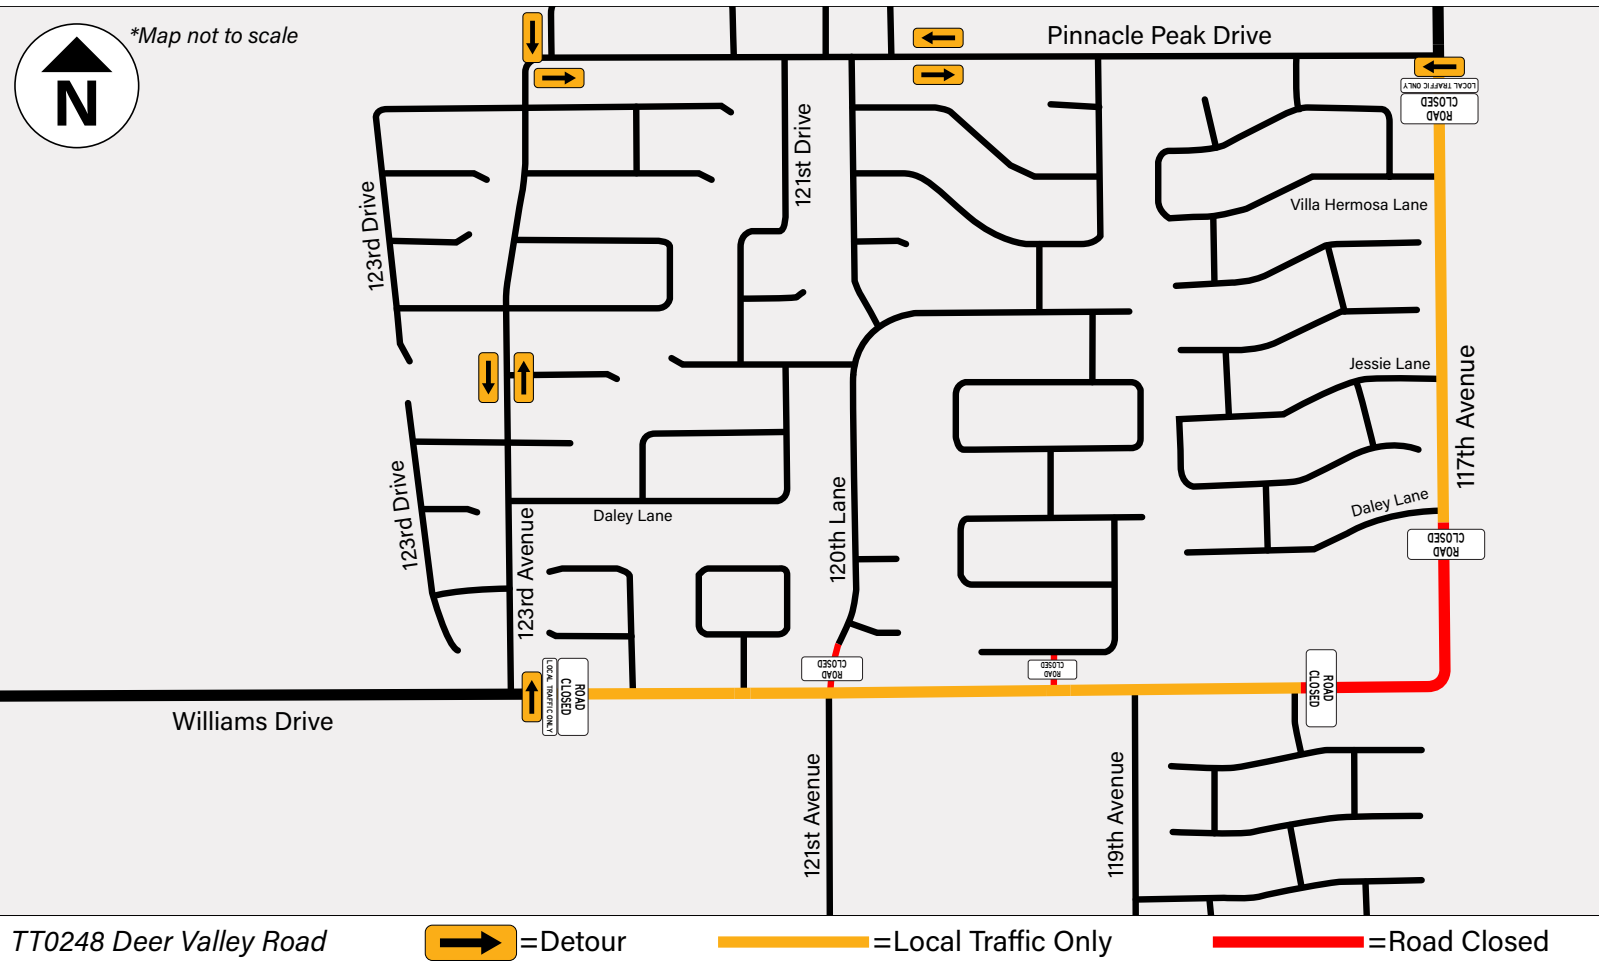 *Map not to scale
N
Pinnacle Peak Drive
LOCAL TRAFFIC ONLY
ROAD
CLOSED
121st Drive
123rd Drive
Villa Hermosa Lane
Jessie Lane
117th Avenue
123rd Drive
Daley Lane
Daley Lane
120th Lane
123rd Avenue
ROAD
CLOSED
ROAD
CLOSED
ROAD
CLOSED
LOCAL TRAFFIC ONLY
ROAD
CLOSED
ROAD
CLOSED
Williams Drive
121st Avenue
119th Avenue
TT0248 Deer Valley Road
=Detour
=Local Traffic Only
=Road Closed